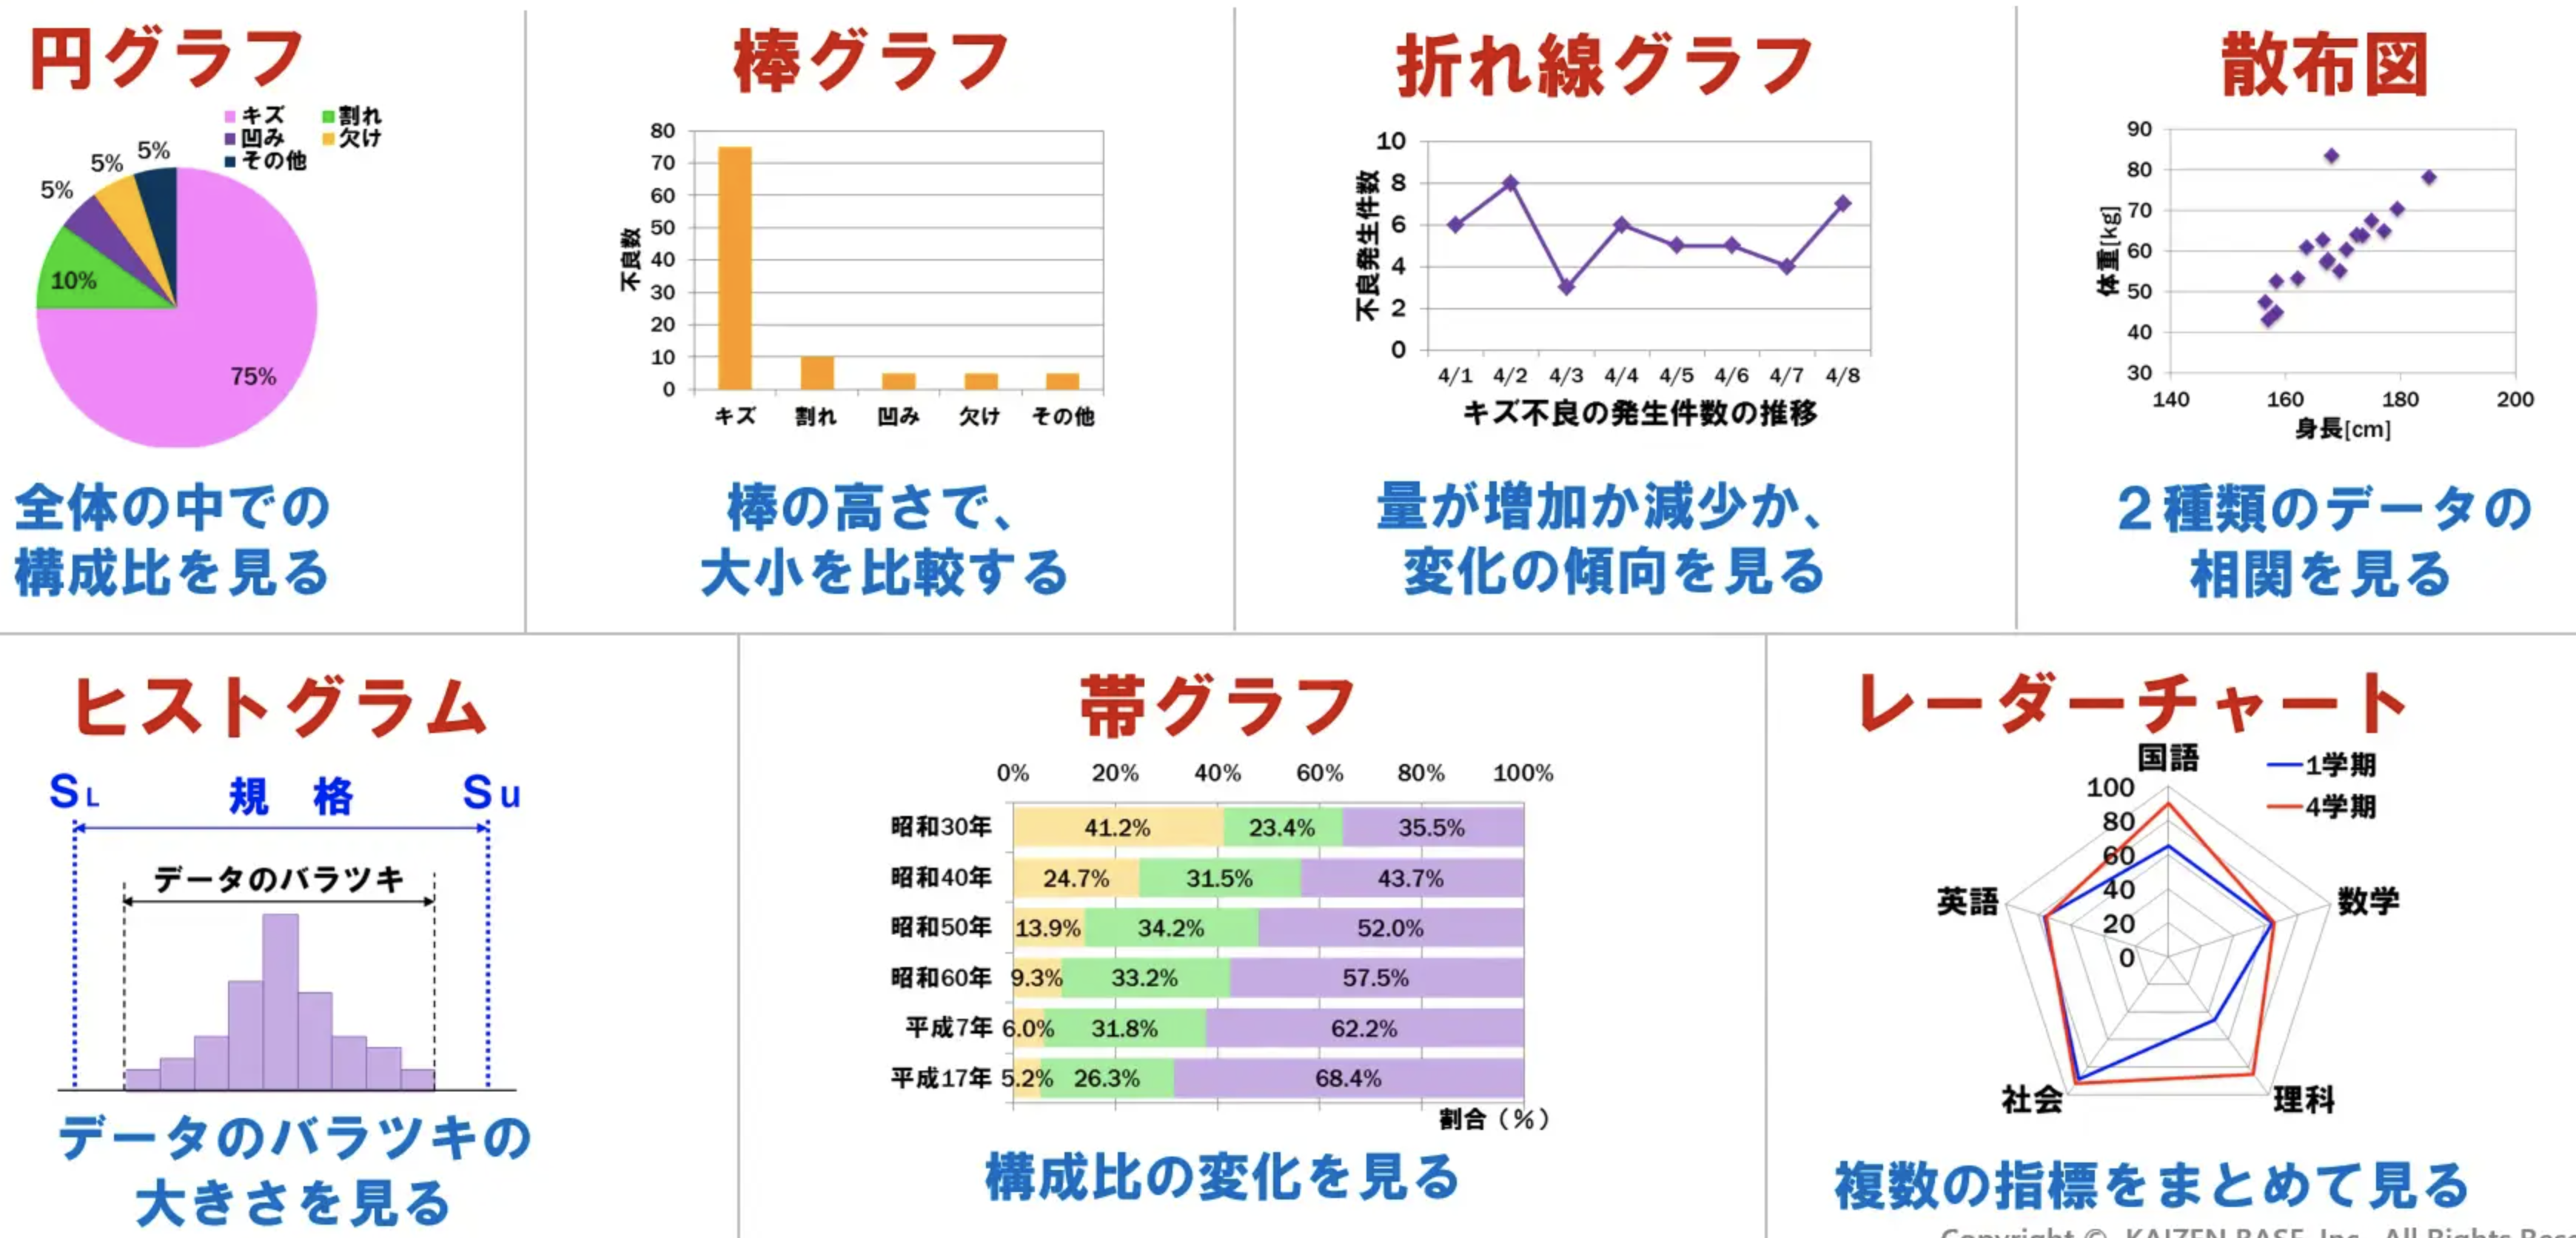 円グラフ
キズ 割れ
凹み 欠け
その他
5%
5%
5%
10%
75%
全体の中での
構成比を見る
棒グラフ
不良数
80
70
60
50
40
30
20
10
0
キズ 割れ 凹み 欠け その他
棒の高さで、
大小を比較する
折れ線グラフ
不良発生件数
10
8
6
4
2
0
4/1 4/2 4/3 4/4 4/5 4/6 4/7 4/8
キズ不良の発生件数の推移
量が増加か減少か、
変化の傾向を見る
散布図
体重[kg]
90
80
70
60
50
40
30
140 160 180 200
身長[cm]
２種類のデータの
相関を見る
ヒストグラム
SL 規 格 Su
データのバラツキ
データのバラツキの
大きさを見る
帯グラフ
0% 20% 40% 60% 80% 100%
昭和30年 41.2% 23.4% 35.5%
昭和40年 24.7% 31.5% 43.7%
昭和50年 13.9% 34.2% 52.0%
昭和60年 9.3% 33.2% 57.5%
平成7年 6.0% 31.8% 62.2%
平成17年 5.2% 26.3% 68.4%
割合（％）
構成比の変化を見る
レーダーチャート
国語
1学期
4学期
100
80
60
40
20
0
英語
数学
社会
理科
複数の指標をまとめて見る
Copyright © KAIZEN BASE, Inc. All Rights